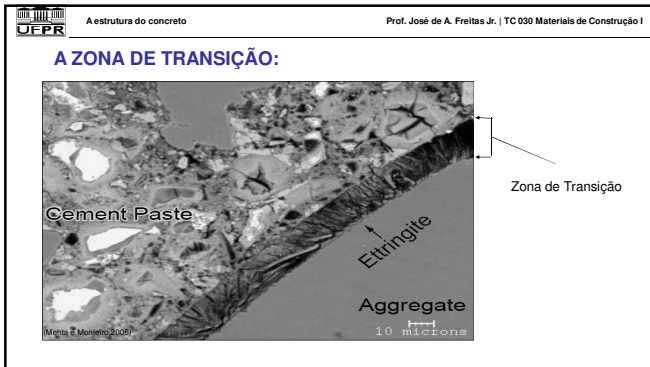 UFPR
A estrutura do concreto
Prof. José de A. Freitas Jr. | TC 030 Materiais de Construção I
A ZONA DE TRANSIÇÃO:
Zona de Transição
Cement Paste
Ettringite
Aggregate
10 microns
(Mehta e Monteiro,2008)